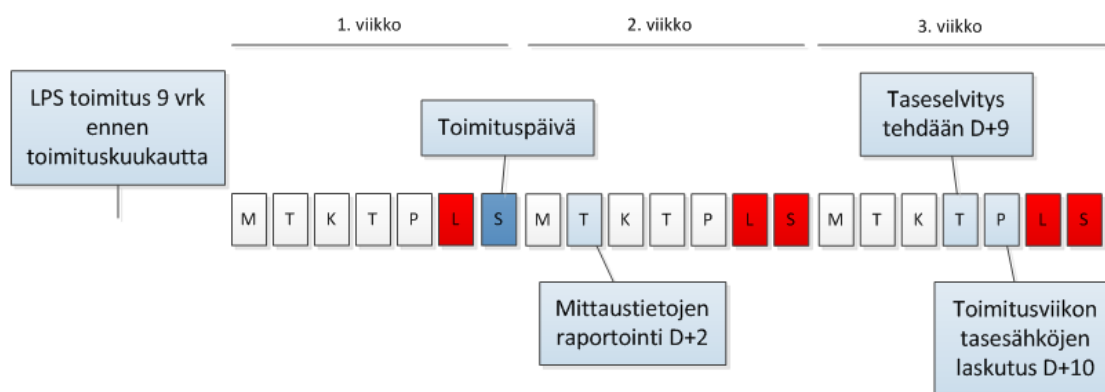 1. viikko
2. viikko
3. viikko
LPS toimitus 9 vrk
ennen
toimituskuukautta
Toimituspäivä
Taseselvitys
tehdään D+9
M T K T P L S M T K T P L S M T K T P L S
Mittaustietojen
raportointi D+2
Toimitusviikon
tasesähköjen
laskutus D+10